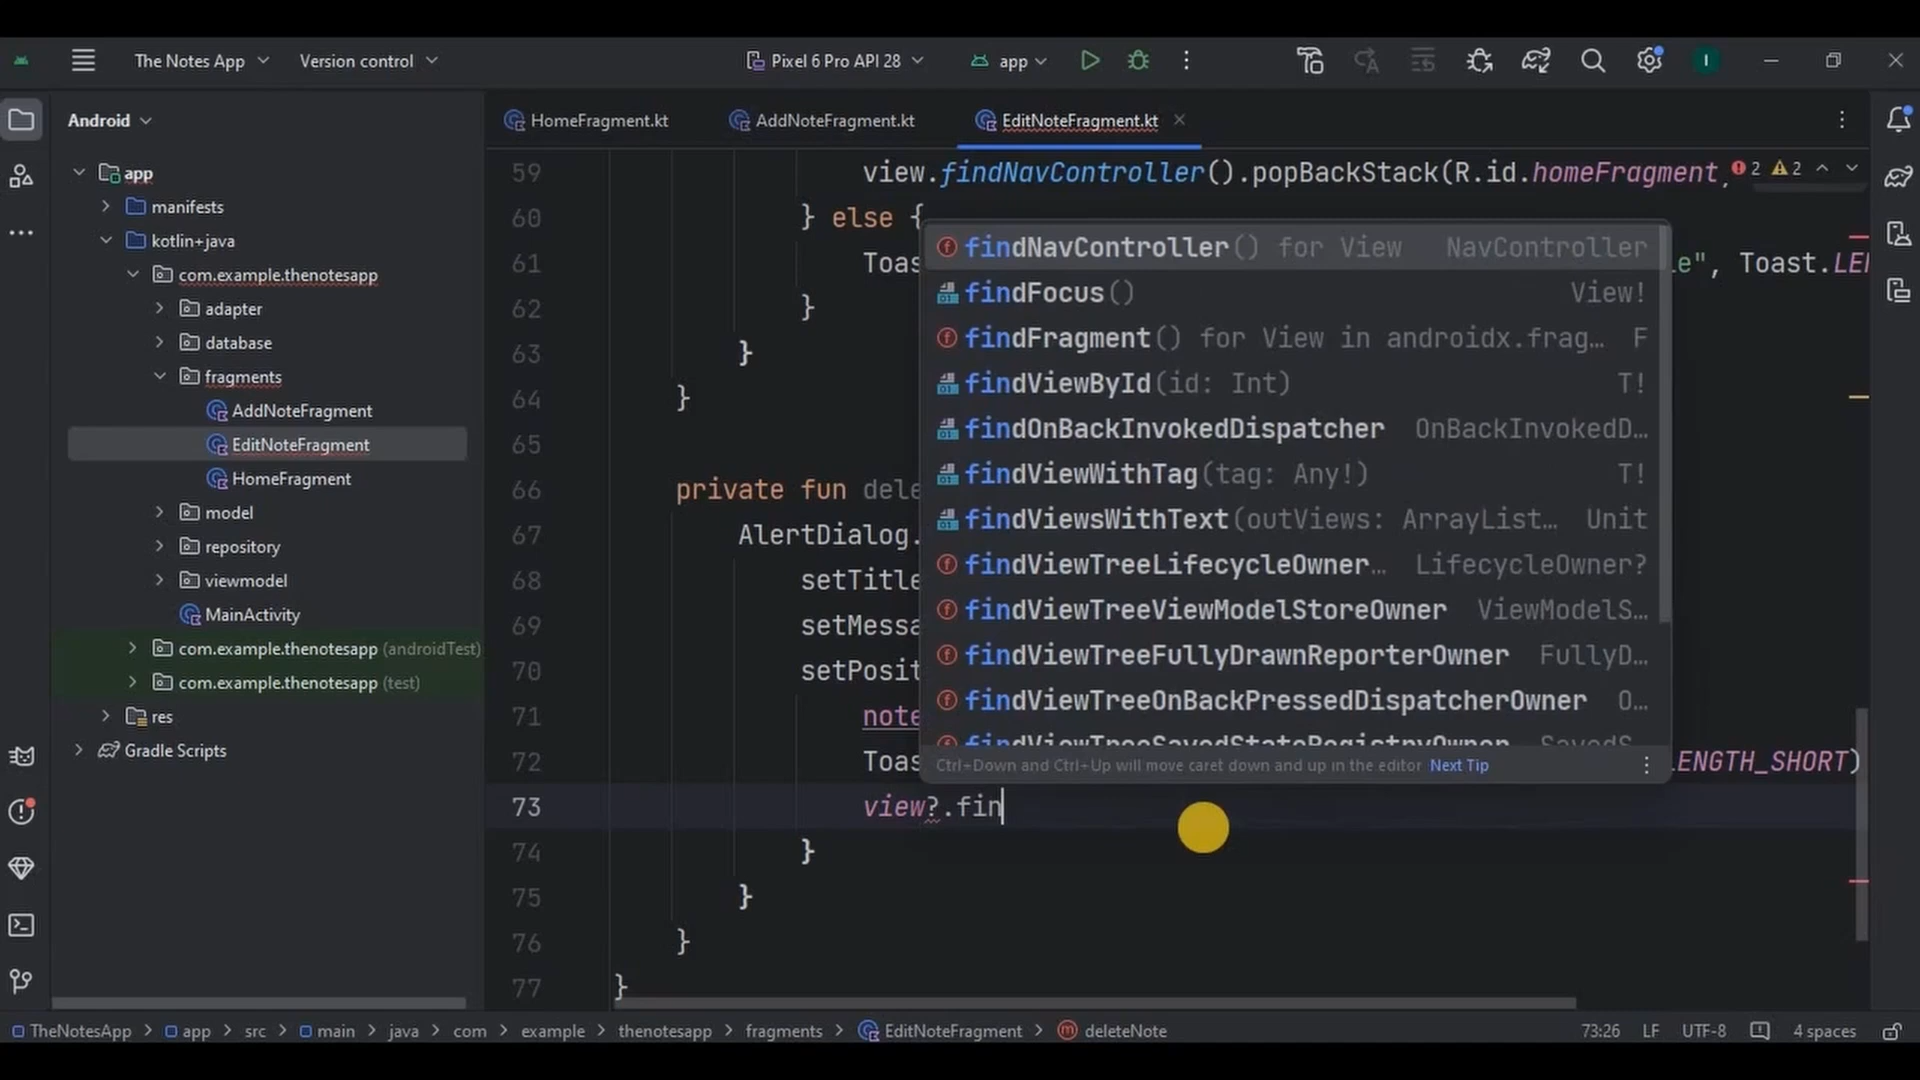 The Notes App
Version control
Pixel 6 Pro API 28
app
I
Android
app
manifests
kotlin+java
com.example.thenotesapp
adapter
database
fragments
AddNoteFragment
EditNoteFragment
HomeFragment
model
repository
viewmodel
MainActivity
com.example.thenotesapp (androidTest)
com.example.thenotesapp (test)
res
Gradle Scripts
HomeFragment.kt
AddNoteFragment.kt
EditNoteFragment.kt
59 view.findNavController().popBackStack(R.id.homeFragment,
2 2
60 } else {
61 Toas e", Toast.LEN
62 }
63 }
64 }
65
66 private fun dele
67 AlertDialog.
68 setTitle
69 setMessa
70 setPosit
71 note
72 Toas ENGTH_SHORT)
73 view?.fin
74 }
75 }
76 }
77 }
findNavController() for View NavController
findFocus() View!
findFragment() for View in androidx.frag... F
findViewById(id: Int) T!
findOnBackInvokedDispatcher OnBackInvokedD...
findViewWithTag(tag: Any!) T!
findViewsWithText(outViews: ArrayList... Unit
findViewTreeLifecycleOwner... LifecycleOwner?
findViewTreeViewModelStoreOwner ViewModelS...
findViewTreeFullyDrawnReporterOwner FullyD...
findViewTreeOnBackPressedDispatcherOwner O...
findViewTreeSavedStateRegistryOwner SavedS
Ctrl+Down and Ctrl+Up will move caret down and up in the editor Next Tip
TheNotesApp > app > src > main > java > com > example > thenotesapp > fragments > EditNoteFragment > deleteNote
73:26 LF UTF-8 4 spaces